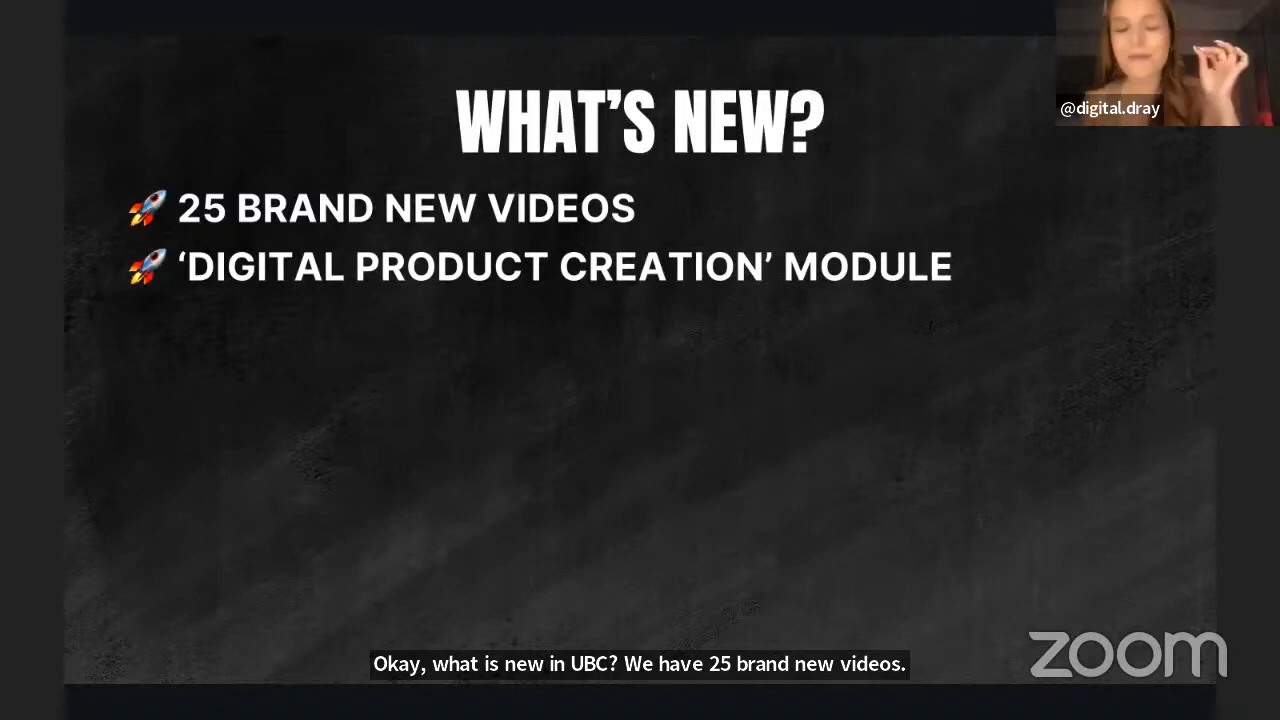 @digital.dray
WHAT’S NEW?
🚀 25 BRAND NEW VIDEOS
🚀 ‘DIGITAL PRODUCT CREATION’ MODULE
Okay, what is new in UBC? We have 25 brand new videos.
zoom